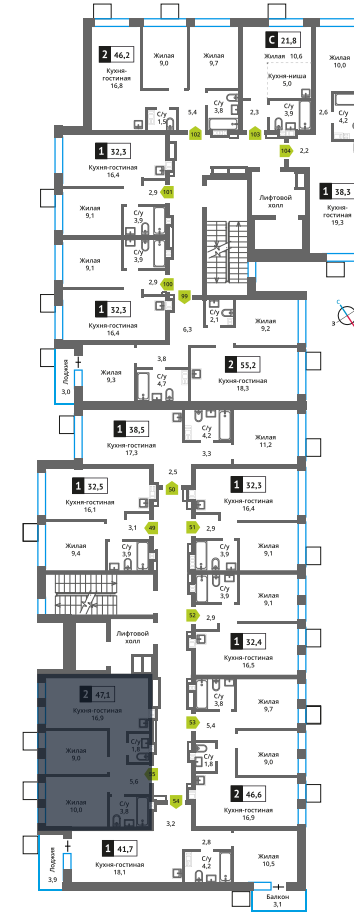 2 46,2
Кухня-
гостиная
16,8
Жилая
9,0
Жилая
9,7
С/у
1,5
5,4
С/у
3,8
102
С 21,8
Жилая 10,6
Кухня-ниша
5,0
2,3
С/у
3,9
103
Жилая
10,0
2,6
С/у
4,2
104
2,2
1 32,3
Кухня-гостиная
16,4
2,9
101
Жилая
9,1
С/у
3,9
Лифтовой
холл
1 38,3
Кухня-
гостиная
19,3
С/у
3,9
Жилая
9,1
2,9
100
1 32,3
Кухня-гостиная
16,4
99
6,3
С/у
2,1
Жилая
9,2
С
З
Лоджия
3,0
Жилая
9,3
3,8
С/у
4,7
2 55,2
Кухня-гостиная
18,3
1 38,5
Кухня-гостиная
17,3
С/у
4,2
3,3
Жилая
11,2
2,5
50
1 32,5
Кухня-гостиная
16,1
3,1
49
Жилая
9,4
С/у
3,9
1 32,3
Кухня-гостиная
16,4
51
2,9
С/у
3,9
Жилая
9,1
С/у
3,9
Жилая
9,1
52
2,9
1 32,4
Кухня-гостиная
16,5
Лифтовой
холл
2 47,1
Кухня-гостиная
16,9
С/у
1,8
Жилая
9,0
5,6
55
Жилая
10,0
С/у
3,8
С/у
3,8
Жилая
9,7
53
5,4
С/у
1,8
Жилая
9,0
2 46,6
Кухня-гостиная
16,9
54
3,2
Лоджия
3,9
1 41,7
Кухня-гостиная
18,1
2,8
С/у
4,2
Жилая
10,5
Балкон
3,1